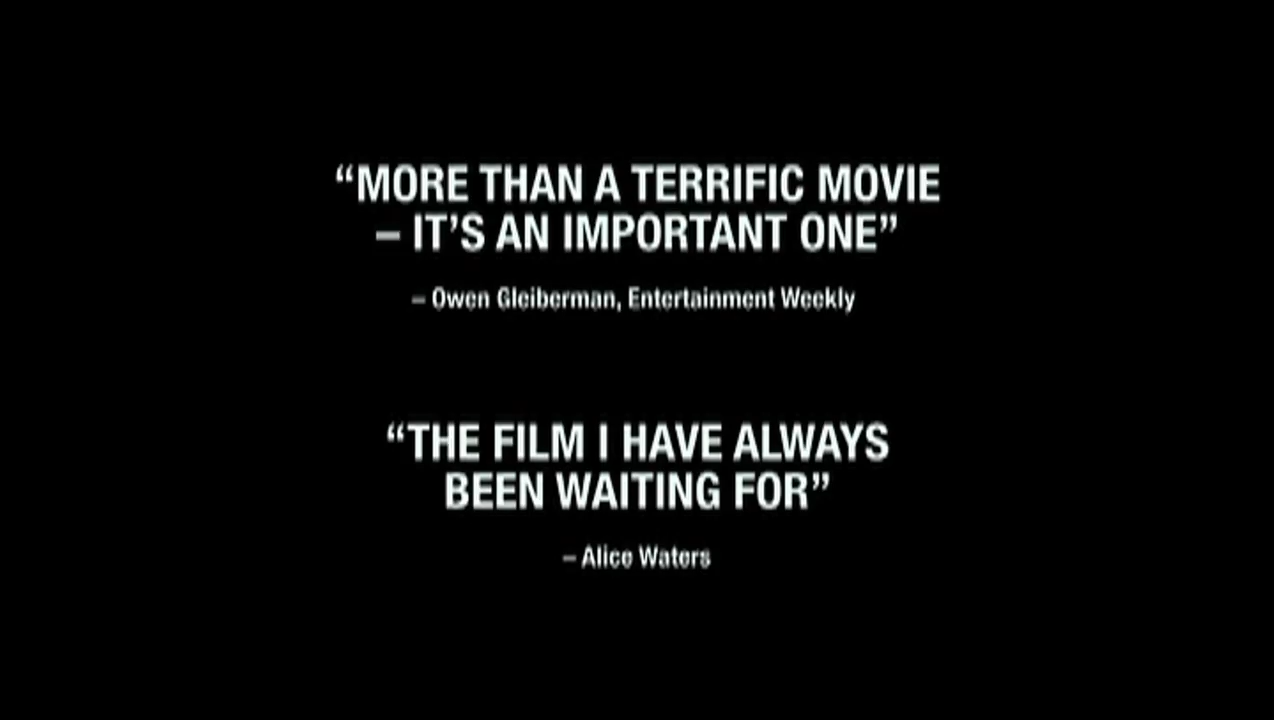 “MORE THAN A TERRIFIC MOVIE
– IT’S AN IMPORTANT ONE”
– Owen Gleiberman, Entertainment Weekly
“THE FILM I HAVE ALWAYS
BEEN WAITING FOR”
– Alice Waters